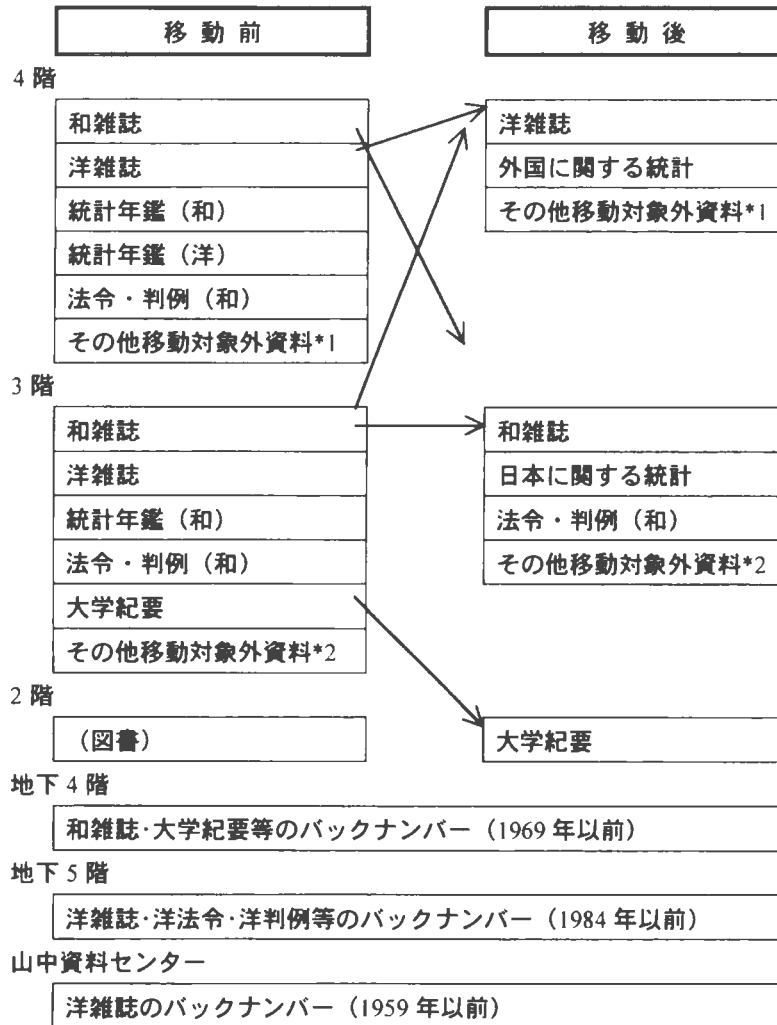 移動前
移動後
4階
和雑誌
洋雑誌
統計年鑑（和）
統計年鑑（洋）
法令・判例（和）
その他移動対象外資料*1
洋雑誌
外国に関する統計
その他移動対象外資料*1
3階
和雑誌
洋雑誌
統計年鑑（和）
法令・判例（和）
大学紀要
その他移動対象外資料*2
和雑誌
日本に関する統計
法令・判例（和）
その他移動対象外資料*2
2階
（図書）
大学紀要
地下4階
和雑誌･大学紀要等のバックナンバー（1969年以前）
地下5階
洋雑誌･洋法令･洋判例等のバックナンバー（1984年以前）
山中資料センター
洋雑誌のバックナンバー（1959年以前）